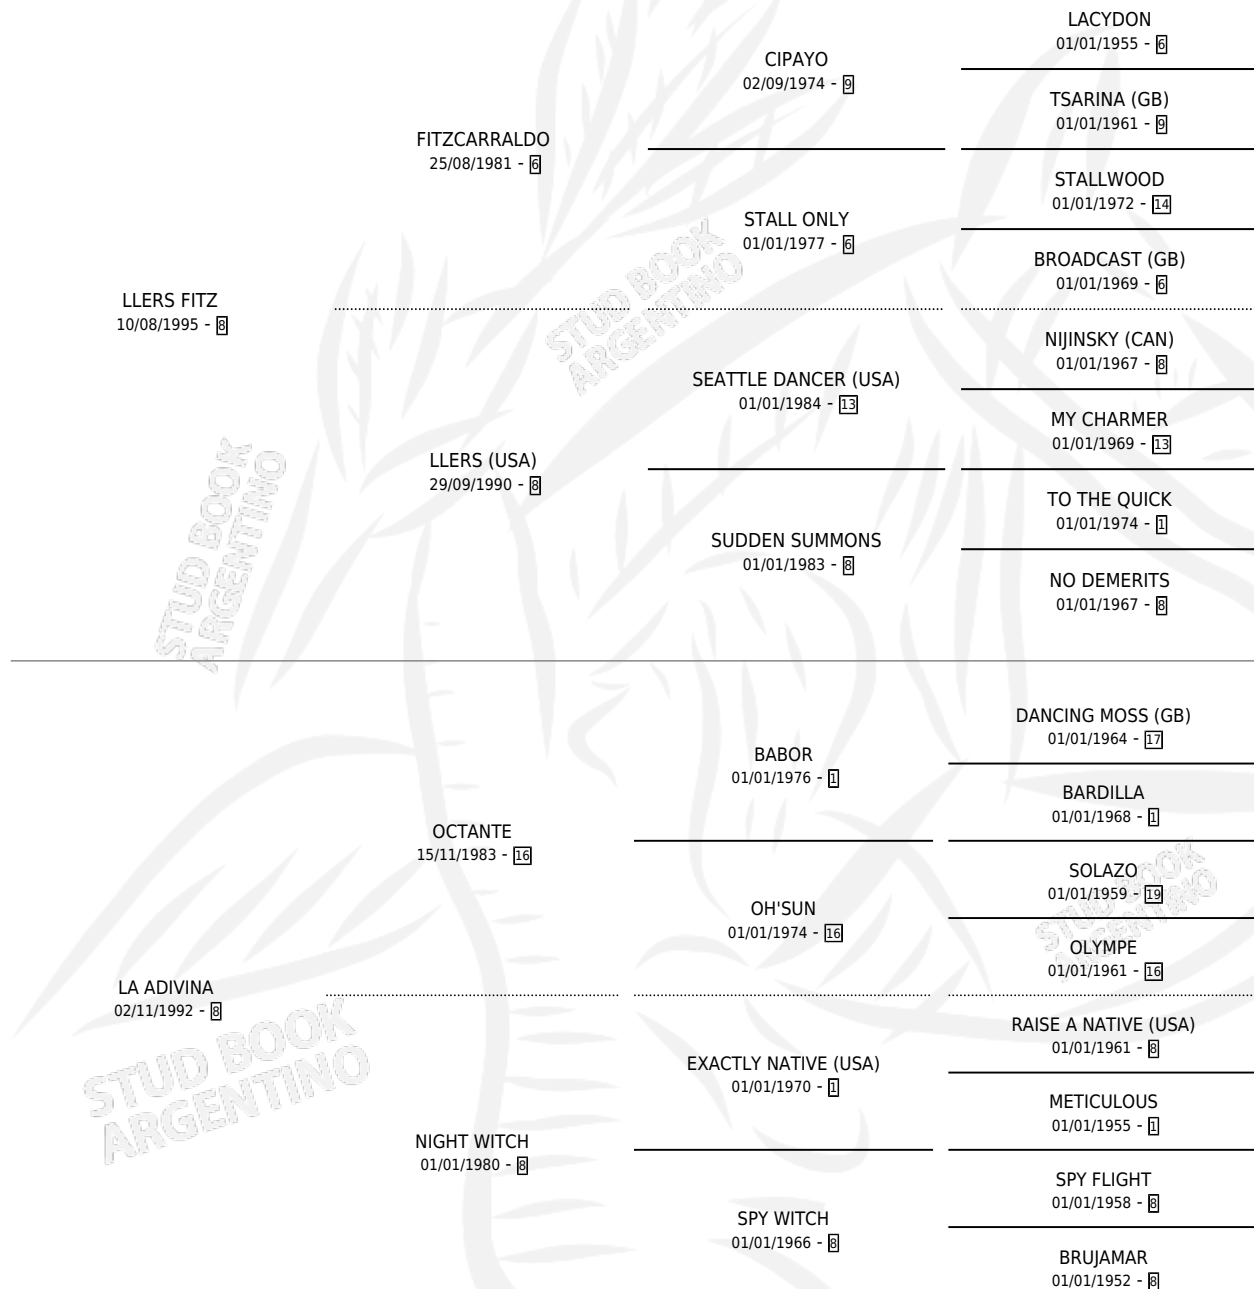 LACYDON
01/01/1955 - 6
CIPAYO
02/09/1974 - 9
TSARINA (GB)
01/01/1961 - 9
FITZCARRALDO
25/08/1981 - 6
STALLWOOD
01/01/1972 - 14
STALL ONLY
01/01/1977 - 6
BROADCAST (GB)
01/01/1969 - 6
LLERS FITZ
10/08/1995 - 8
NIJINSKY (CAN)
01/01/1967 - 8
SEATTLE DANCER (USA)
01/01/1984 - 13
MY CHARMER
01/01/1969 - 13
LLERS (USA)
29/09/1990 - 8
TO THE QUICK
01/01/1974 - 1
SUDDEN SUMMONS
01/01/1983 - 8
NO DEMERITS
01/01/1967 - 8
STUD BOOK
ARGENTINO
STUD BOOK
ARGENTINO
DANCING MOSS (GB)
01/01/1964 - 17
BABOR
01/01/1976 - 1
BARDILLA
01/01/1968 - 1
OCTANTE
15/11/1983 - 16
SOLAZO
01/01/1959 - 19
OH'SUN
01/01/1974 - 16
OLYMPE
01/01/1961 - 16
LA ADIVINA
02/11/1992 - 8
RAISE A NATIVE (USA)
01/01/1961 - 8
EXACTLY NATIVE (USA)
01/01/1970 - 1
METICULOUS
01/01/1955 - 1
NIGHT WITCH
01/01/1980 - 8
SPY FLIGHT
01/01/1958 - 8
SPY WITCH
01/01/1966 - 8
BRUJAMAR
01/01/1952 - 8
STUD BOOK
ARGENTINO
STUD BOOK
ARGENTINO